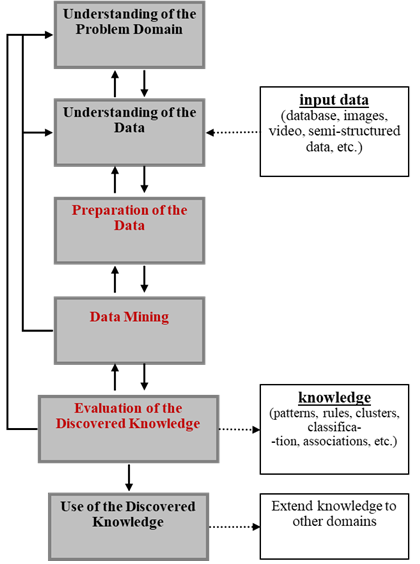 Understanding of the
Problem Domain
Understanding of the
Data
input data
(database, images,
video, semi-structured
data, etc.)
Preparation of the
Data
Data Mining
Evaluation of the
Discovered Knowledge
knowledge
(patterns, rules, clusters,
classifica-
-tion, associations, etc.)
Use of the Discovered
Knowledge
Extend knowledge to
other domains